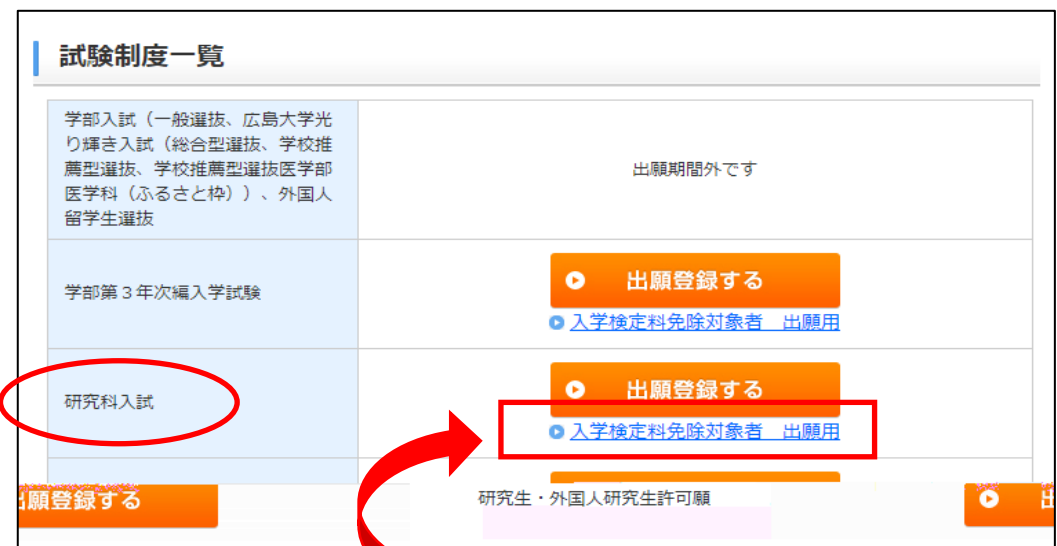 試験制度一覧
学部入試(一般選抜、広島大学光
り輝き入試(総合型選抜、学校推
薦型選抜、学校推薦型選抜医学部
医学科(ふるさと枠))、外国人
留学生選抜
出願期間外です
学部第3年次編入学試験
出願登録する
入学検定料免除対象者 出願用
研究科入試
出願登録する
入学検定料免除対象者 出願用
願登録する
研究生・外国人研究生許可願